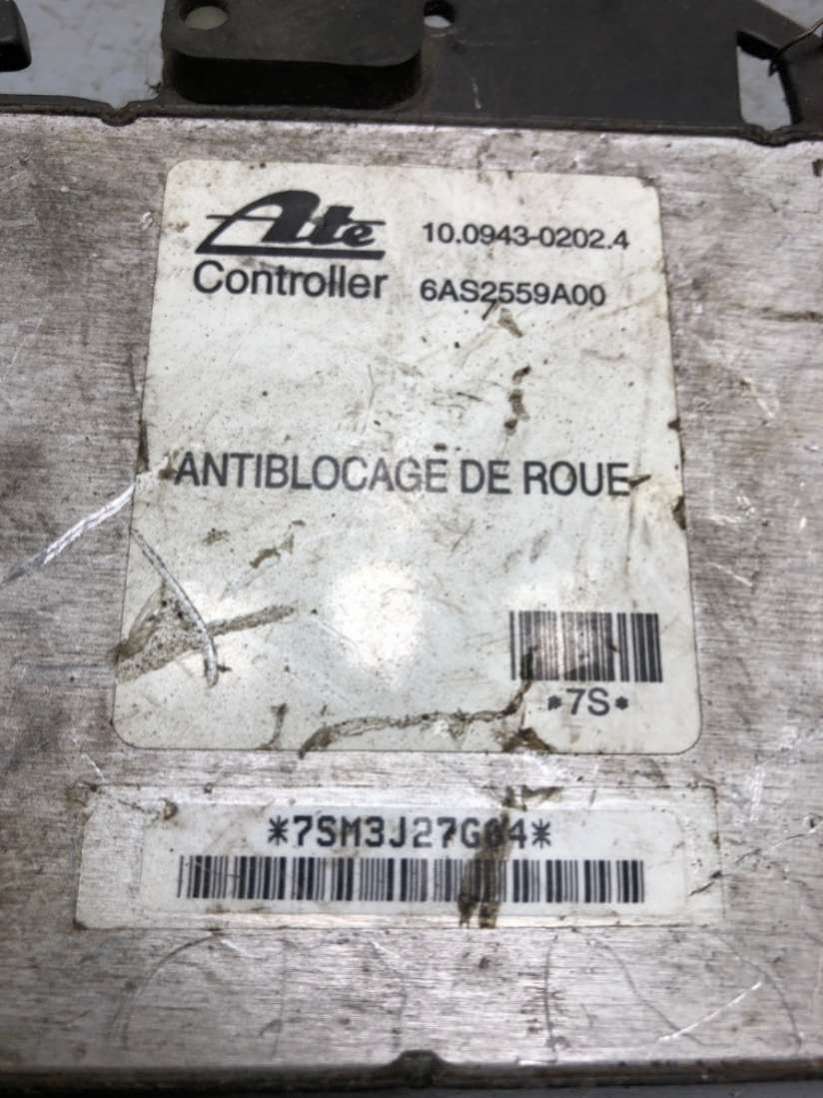 Ate 10.0943-0202.4
Controller 6AS2559A00
ANTIBLOCAGE DE ROUE
*7S*
*7SM3J27G04*